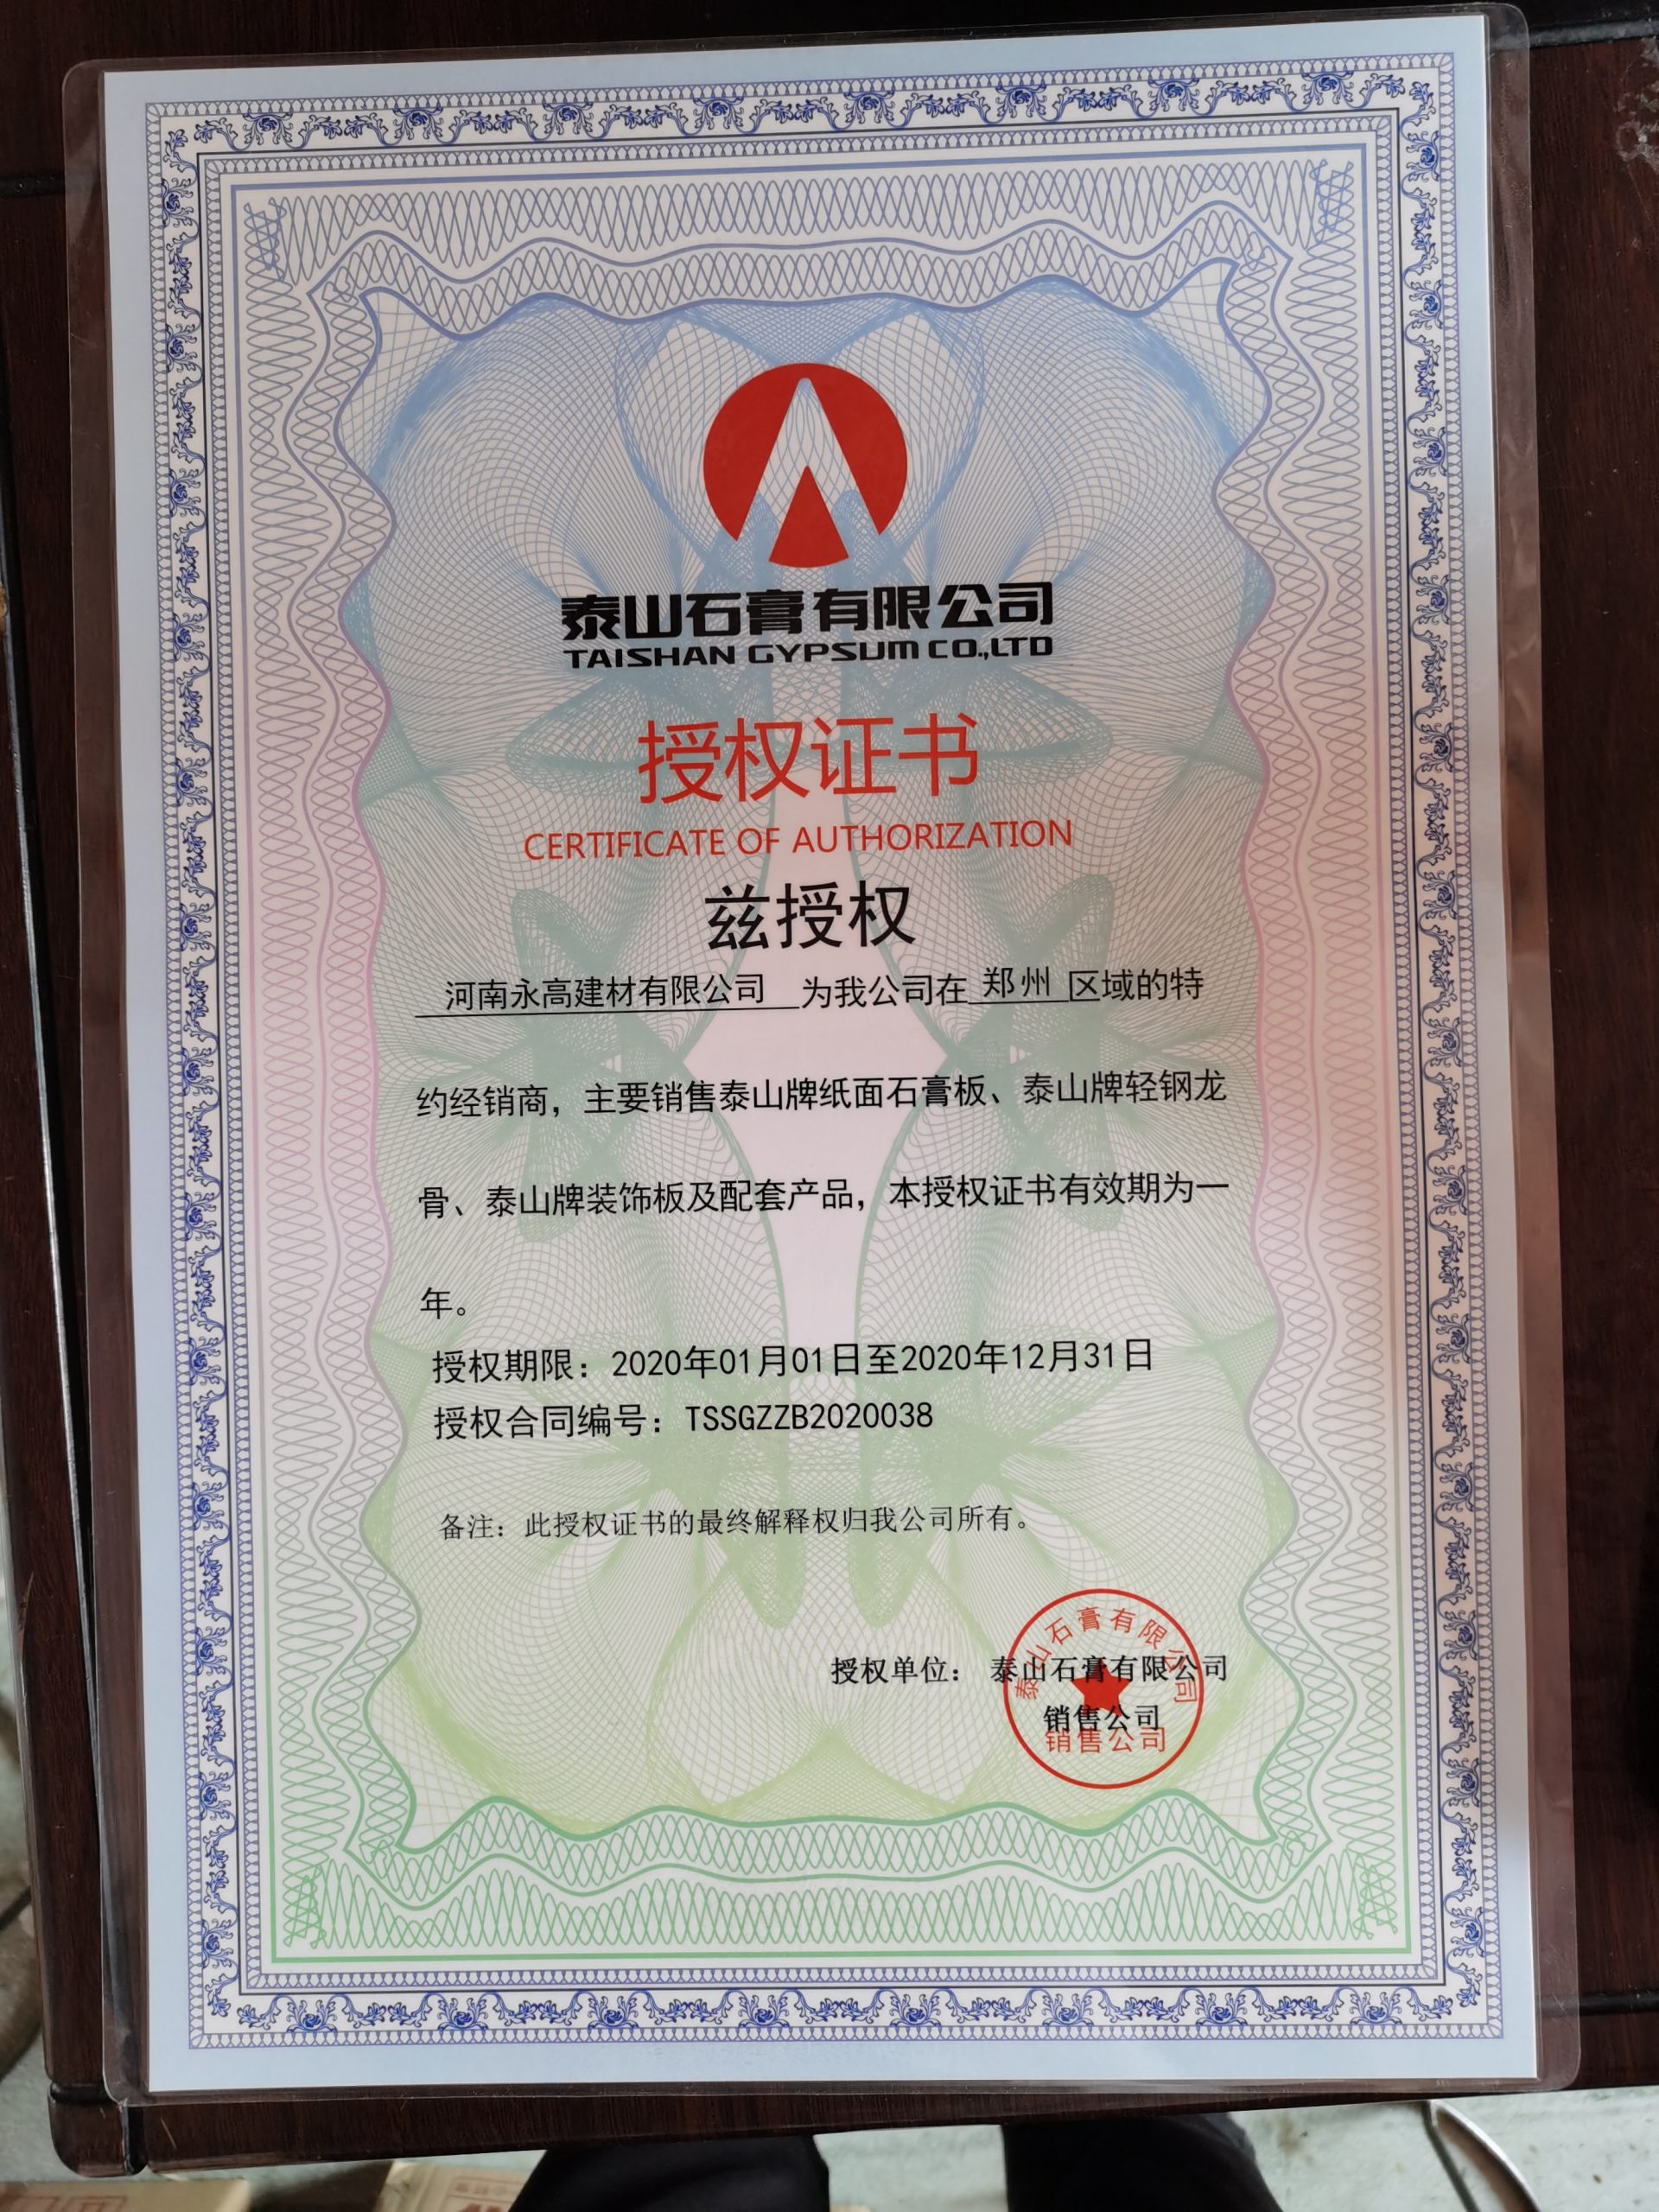 泰山石膏有限公司
TAISHAN GYPSUM CO.,LTD
授权证书
CERTIFICATE OF AUTHORIZATION
兹授权
河南永高建材有限公司 为我公司在 郑州 区域的特
约经销商，主要销售泰山牌纸面石膏板、泰山牌轻钢龙
骨、泰山牌装饰板及配套产品，本授权证书有效期为一
年。
授权期限：2020年01月01日至2020年12月31日
授权合同编号：TSSGZZB2020038
备注：此授权证书的最终解释权归我公司所有。
授权单位： 泰山石膏有限公司
销售公司
泰山石膏有限公司
销售公司